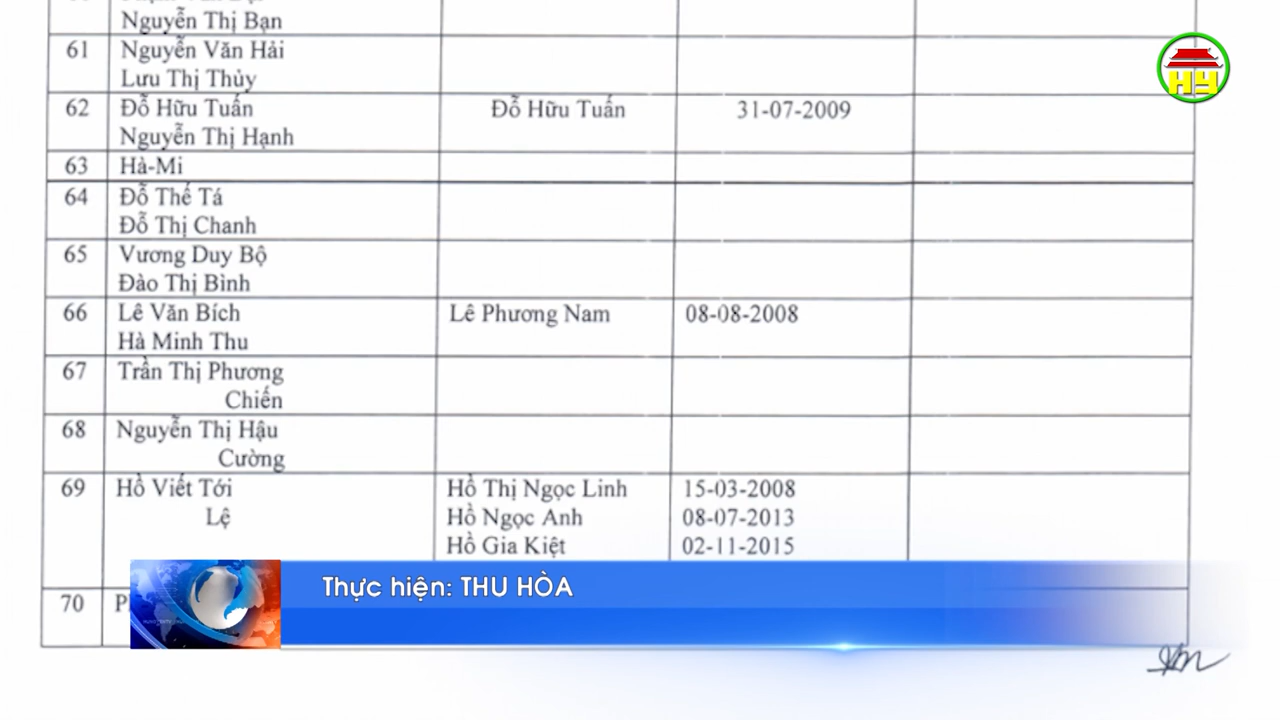 Nguyễn Thị Bạn
61 Nguyễn Văn Hải
Lưu Thị Thủy
62 Đỗ Hữu Tuấn Đỗ Hữu Tuấn 31-07-2009
Nguyễn Thị Hạnh
63 Hà-Mi
64 Đỗ Thế Tá
Đỗ Thị Chanh
65 Vương Duy Bộ
Đào Thị Bình
66 Lê Văn Bích Lê Phương Nam 08-08-2008
Hà Minh Thu
67 Trần Thị Phương
Chiến
68 Nguyễn Thị Hậu
Cường
69 Hồ Viết Tới Hồ Thị Ngọc Linh 15-03-2008
Lệ Hồ Ngọc Anh 08-07-2013
Hồ Gia Kiệt 02-11-2015
70
Thực hiện: THU HÒA
HY